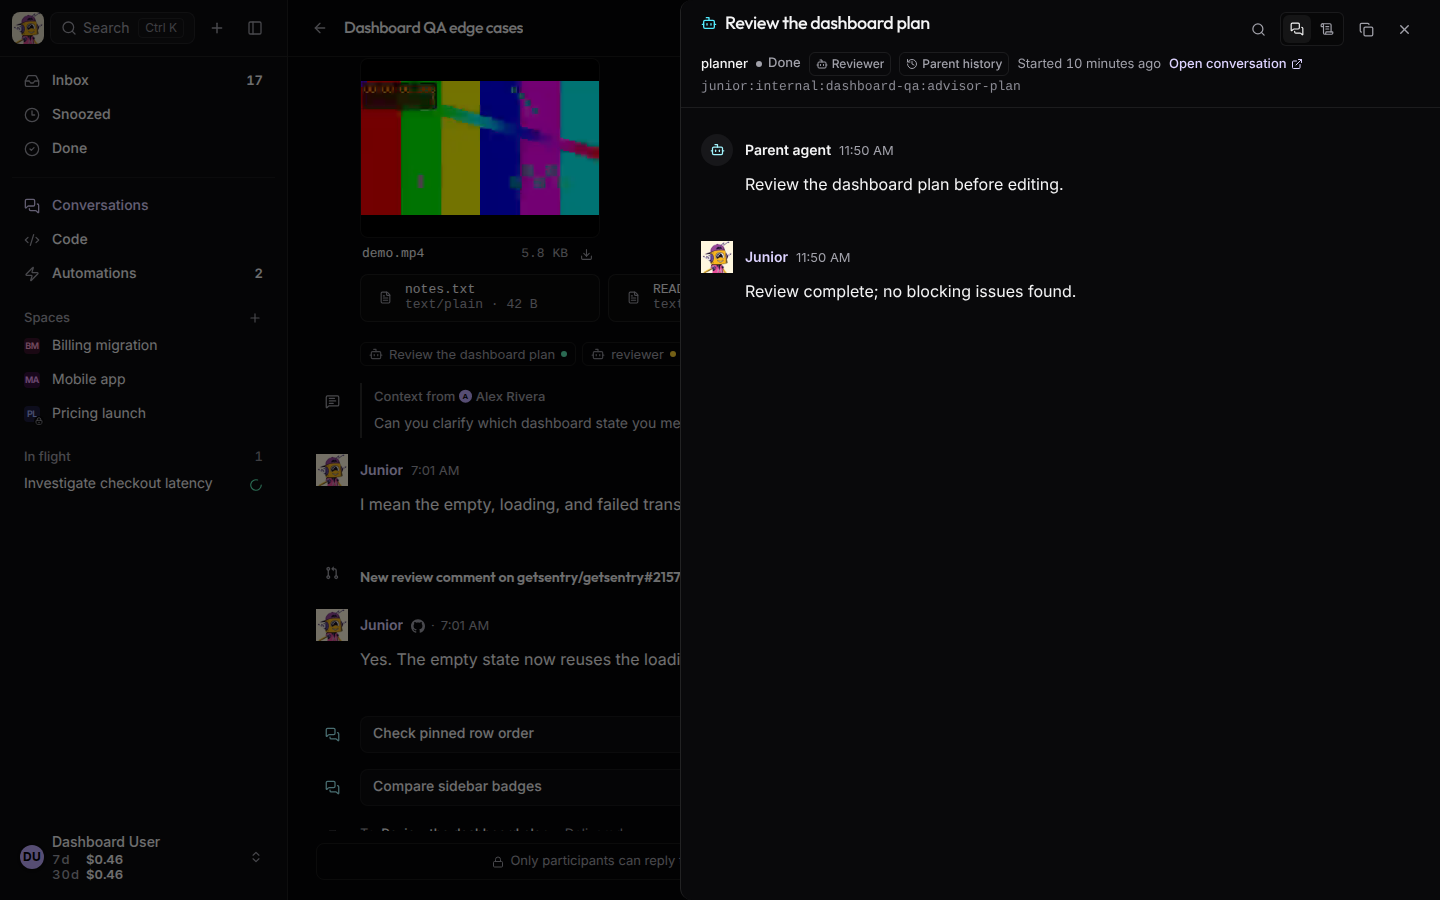 Search Ctrl K
Inbox 17
Snoozed
Done
Conversations
Code
Automations 2
Spaces
BM Billing migration
MA Mobile app
PL Pricing launch
In flight 1
Investigate checkout latency
DU Dashboard User
7d $0.46
30d $0.46
Dashboard QA edge cases
demo.mp4 5.8 KB
notes.txt
text/plain · 42 B
READ
text
Review the dashboard plan
reviewer
Context from A Alex Rivera
Can you clarify which dashboard state you me
Junior 7:01 AM
I mean the empty, loading, and failed trans
New review comment on getsentry/getsentry#2157
Junior · 7:01 AM
Yes. The empty state now reuses the loadi
Check pinned row order
Compare sidebar badges
Only participants can reply
Review the dashboard plan
planner Done Reviewer Parent history Started 10 minutes ago Open conversation
junior:internal:dashboard-qa:advisor-plan
Parent agent 11:50 AM
Review the dashboard plan before editing.
Junior 11:50 AM
Review complete; no blocking issues found.